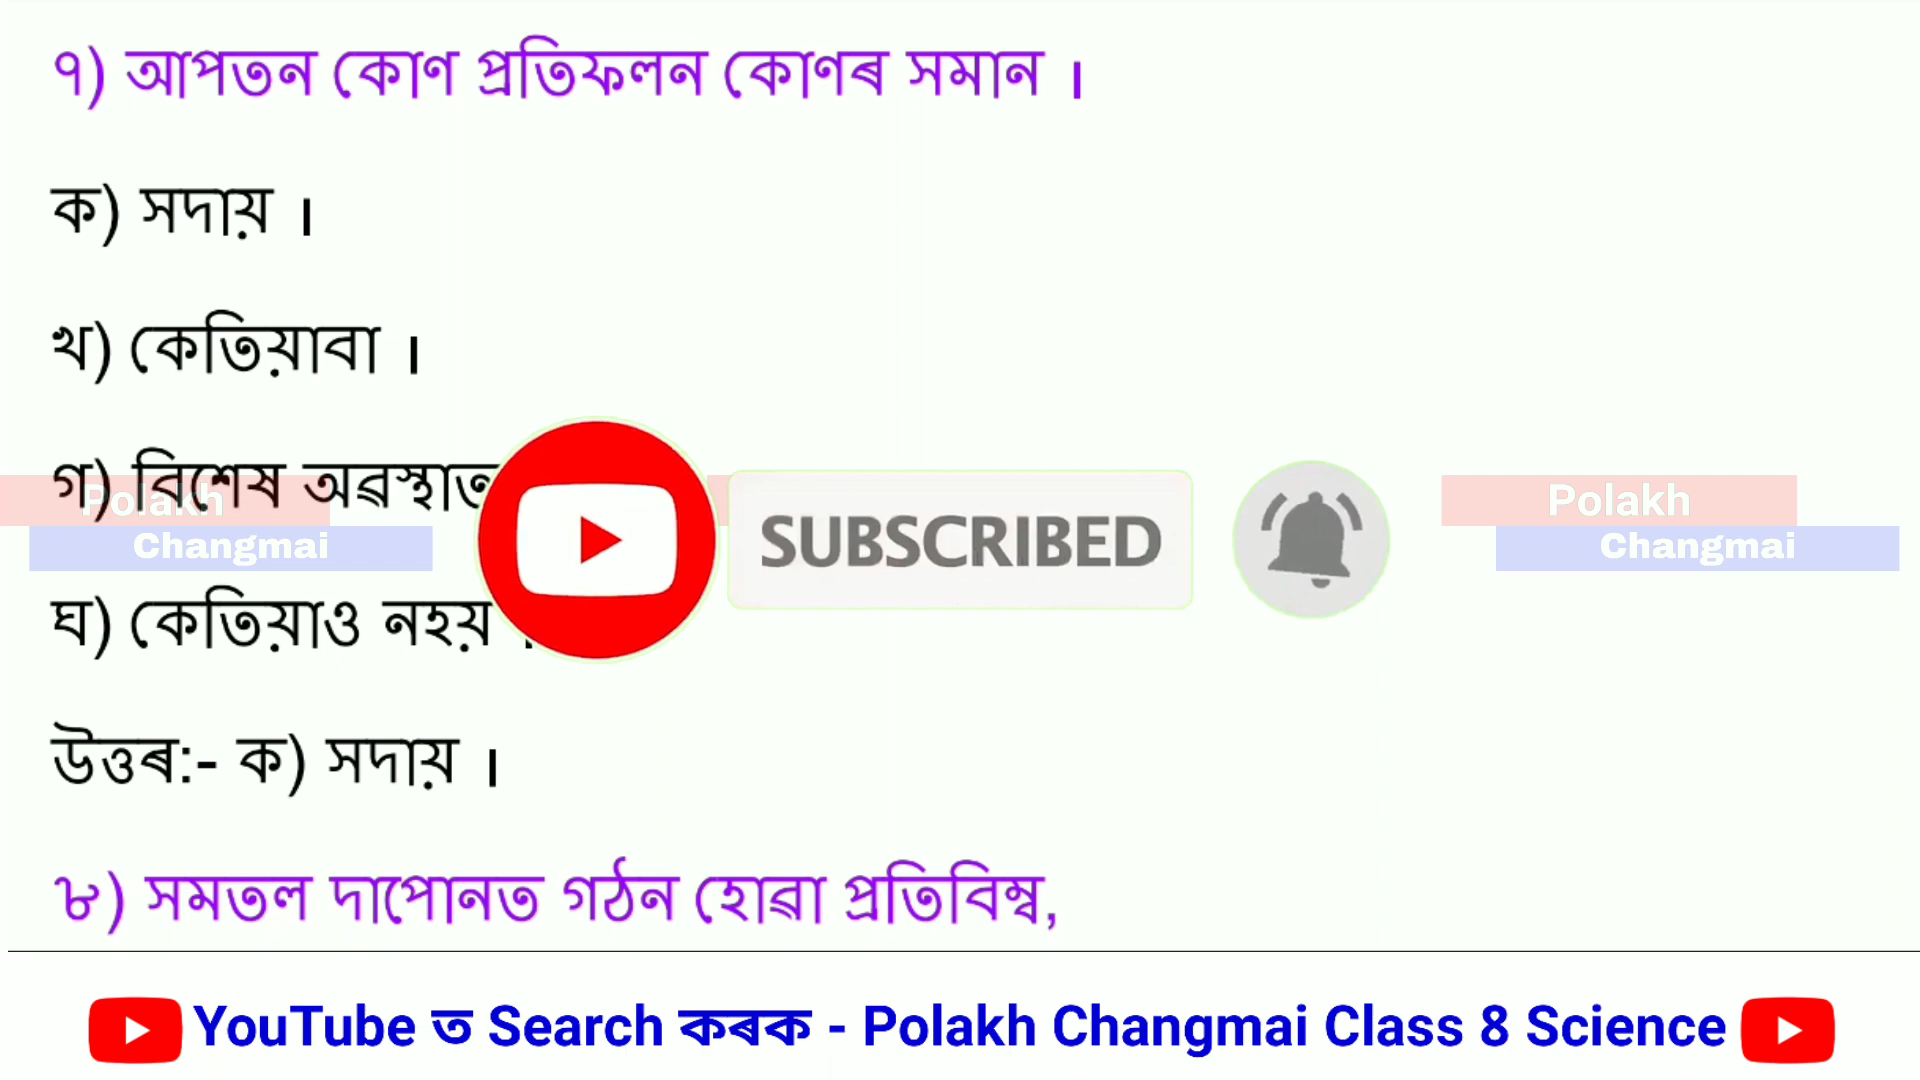 ৭) আপতন কোণ প্ৰতিফলন কোণৰ সমান ।
ক) সদায় ।
খ) কেতিয়াবা ।
গ) বিশেষ অৱস্থাত
Polakh
Changmai
SUBSCRIBED
Polakh
Changmai
ঘ) কেতিয়াও নহয় ।
উত্তৰ:- ক) সদায় ।
৮) সমতল দাপোনত গঠন হোৱা প্ৰতিবিম্ব,
YouTube ত Search কৰক - Polakh Changmai Class 8 Science